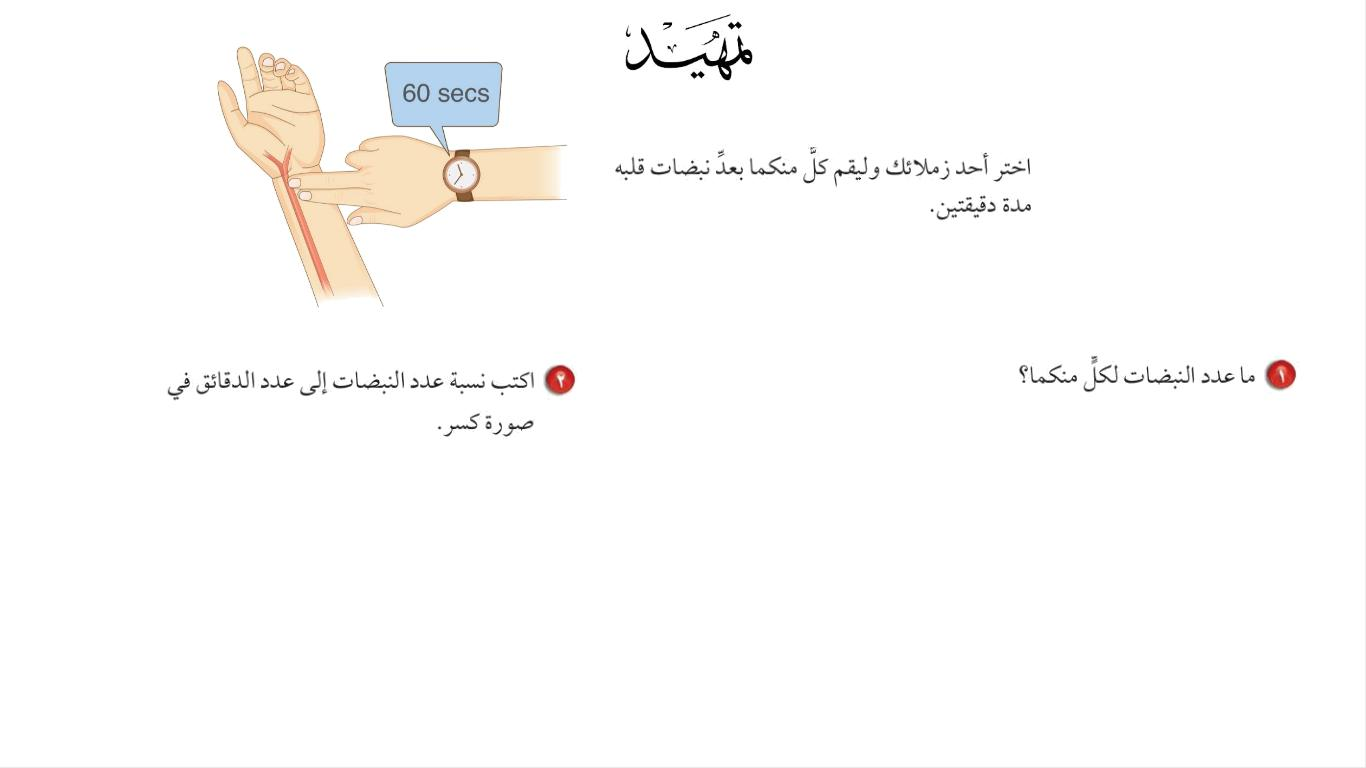 تمهيد
60 secs
اختر أحد زملائك وليقم كلَّ منكما بعدِّ نبضات قلبه
مدة دقيقتين.
١ ما عدد النبضات لكلٍّ منكما؟
٢ اكتب نسبة عدد النبضات إلى عدد الدقائق في
صورة كسر.